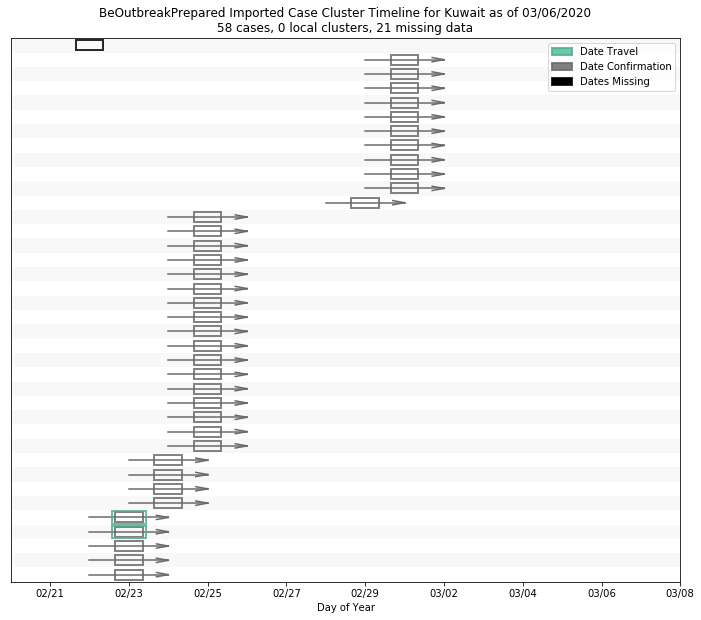 BeOutbreakPrepared Imported Case Cluster Timeline for Kuwait as of 03/06/2020
58 cases, 0 local clusters, 21 missing data
Date Travel
Date Confirmation
Dates Missing
02/21 02/23 02/25 02/27 02/29 03/02 03/04 03/06 03/08
Day of Year